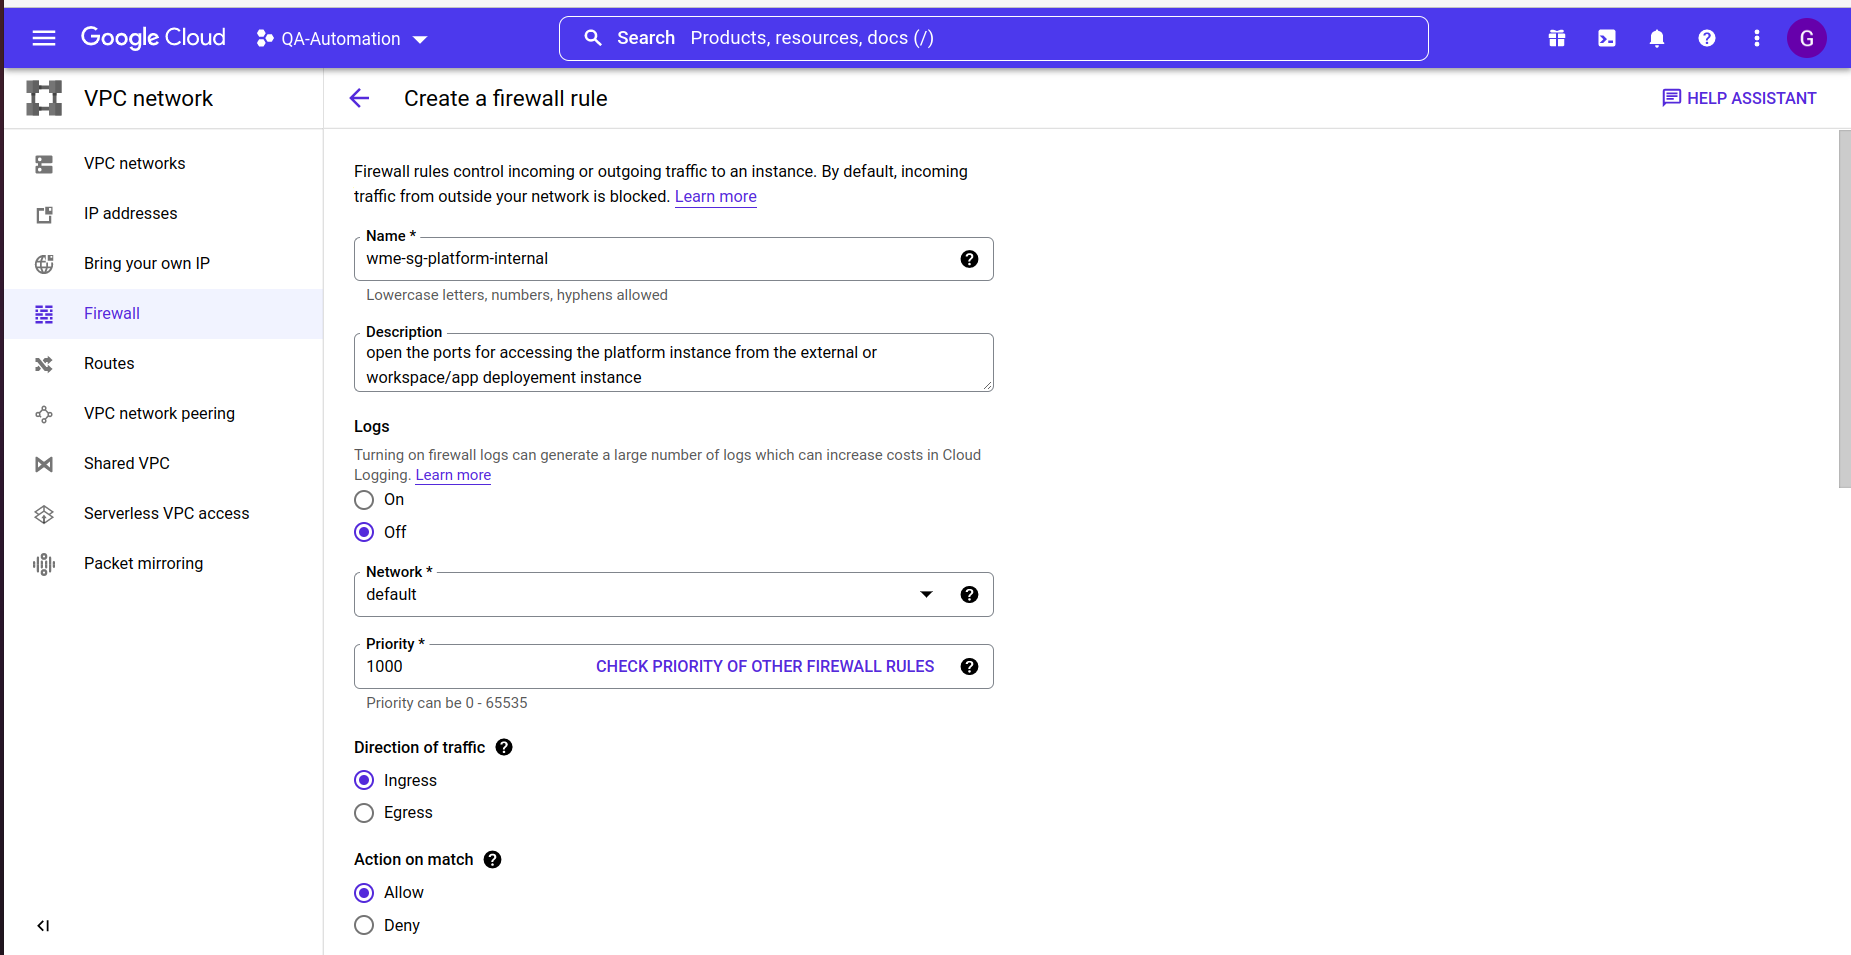 Google Cloud
QA-Automation
Search Products, resources, docs (/)
G
VPC network
Create a firewall rule
HELP ASSISTANT
VPC networks
IP addresses
Bring your own IP
Firewall
Routes
VPC network peering
Shared VPC
Serverless VPC access
Packet mirroring
Firewall rules control incoming or outgoing traffic to an instance. By default, incoming
traffic from outside your network is blocked. Learn more
Name *
wme-sg-platform-internal
Lowercase letters, numbers, hyphens allowed
Description
open the ports for accessing the platform instance from the external or
workspace/app deployement instance
Logs
Turning on firewall logs can generate a large number of logs which can increase costs in Cloud
Logging. Learn more
On
Off
Network *
default
Priority *
1000 CHECK PRIORITY OF OTHER FIREWALL RULES
Priority can be 0 - 65535
Direction of traffic
Ingress
Egress
Action on match
Allow
Deny